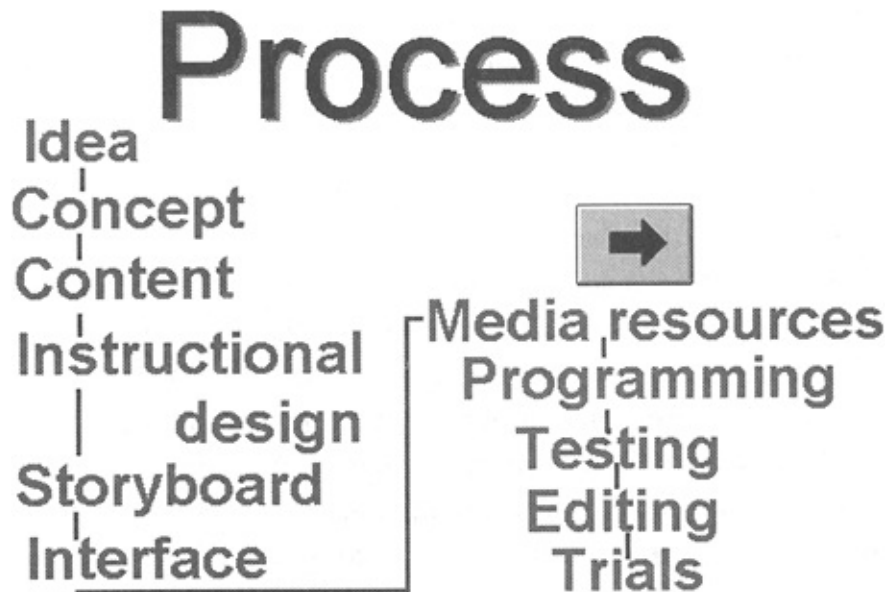 Process
Idea
Concept
Content
Instructional
design
Storyboard
Interface
Media resources
Programming
Testing
Editing
Trials